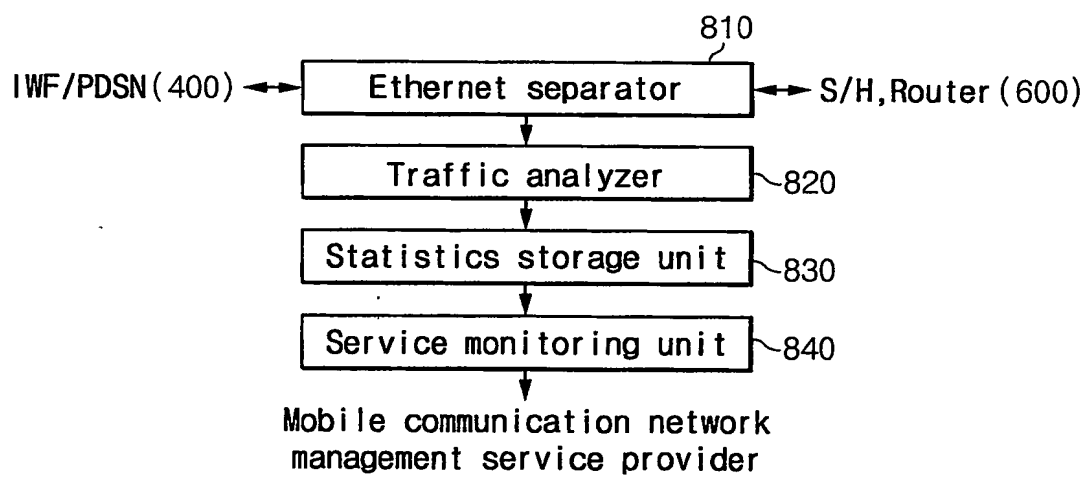 810
IWF/PDSN(400)
Ethernet separator
S/H,Router(600)
Traffic analyzer
820
Statistics storage unit
830
Service monitoring unit
840
Mobile communication network
management service provider